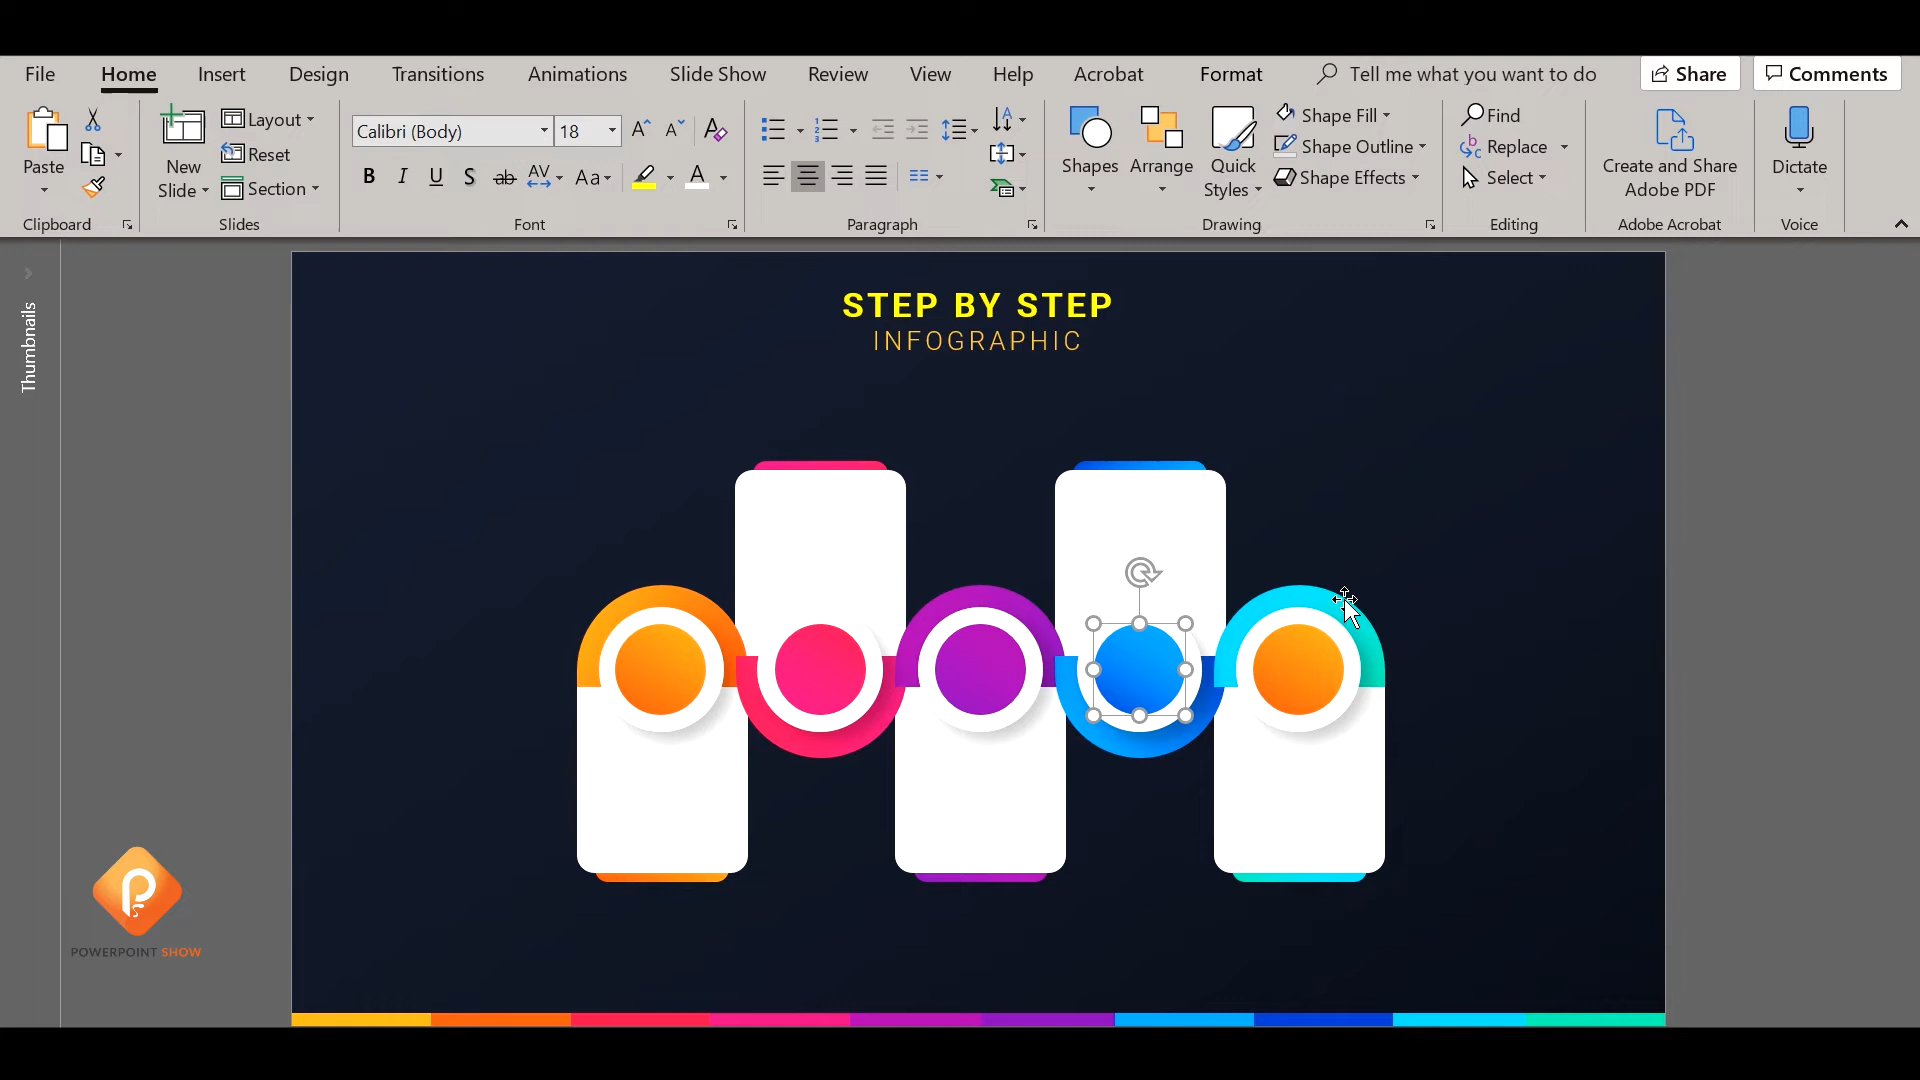 File Home Insert Design Transitions Animations Slide Show Review View Help Acrobat Format Tell me what you want to do Share Comments
Paste
Clipboard
New Slide
Layout
Reset
Section
Slides
Calibri (Body) 18
B I U S ab AV Aa A
Font
Paragraph
Shapes
Arrange
Quick Styles
Shape Fill
Shape Outline
Shape Effects
Drawing
Find
Replace
Select
Editing
Create and Share Adobe PDF
Adobe Acrobat
Dictate
Voice
Thumbnails
STEP BY STEP
INFOGRAPHIC
POWERPOINT SHOW